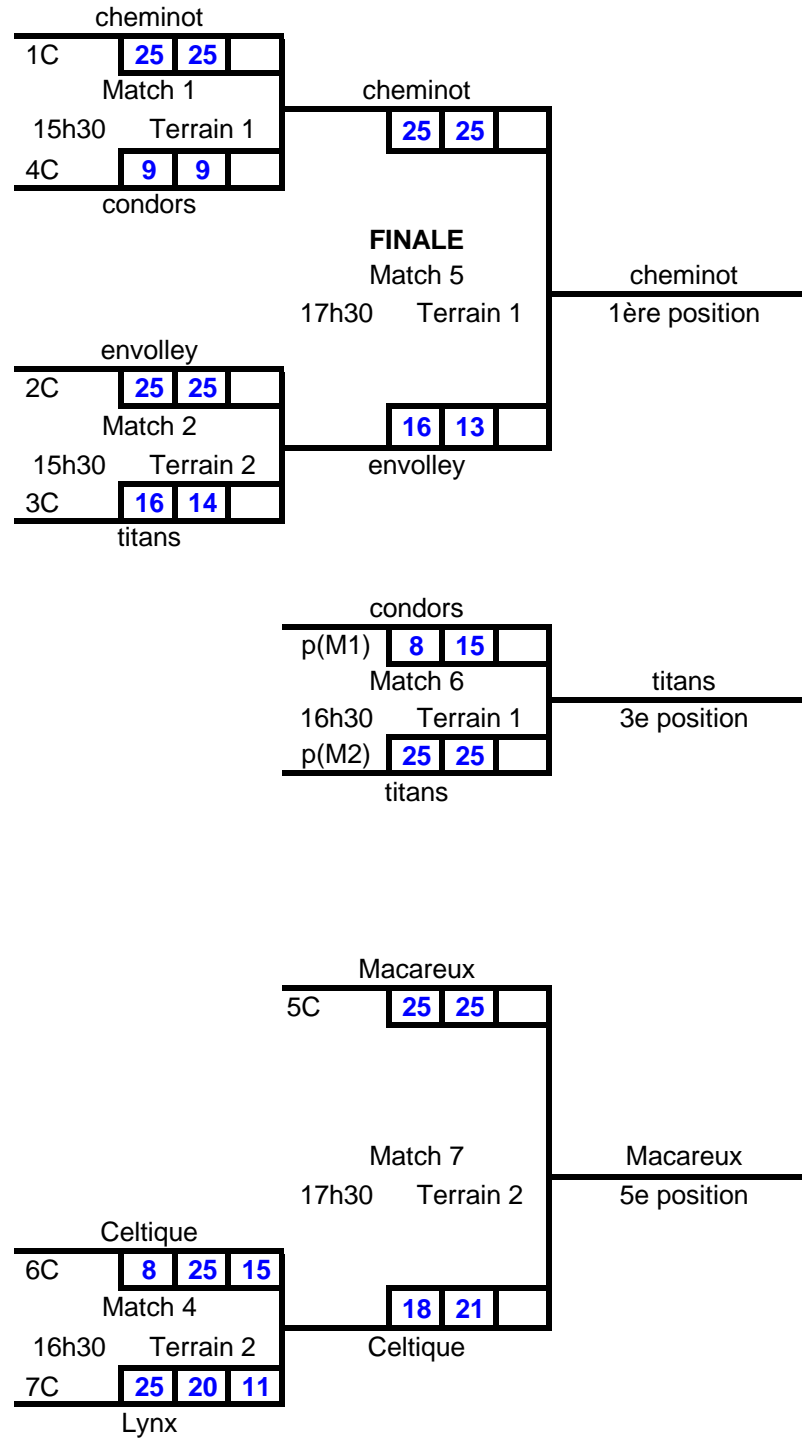 cheminot
1C 25 25
Match 1
cheminot
15h30 Terrain 1
25 25
4C 9 9
condors
FINALE
Match 5
cheminot
17h30 Terrain 1
1ère position
envolley
2C 25 25
Match 2
16 13
15h30 Terrain 2
envolley
3C 16 14
titans
condors
p(M1) 8 15
Match 6
titans
16h30 Terrain 1
3e position
p(M2) 25 25
titans
Macareux
5C 25 25
Match 7
Macareux
17h30 Terrain 2
5e position
Celtique
6C 8 25 15
Match 4
18 21
16h30 Terrain 2
Celtique
7C 25 20 11
Lynx